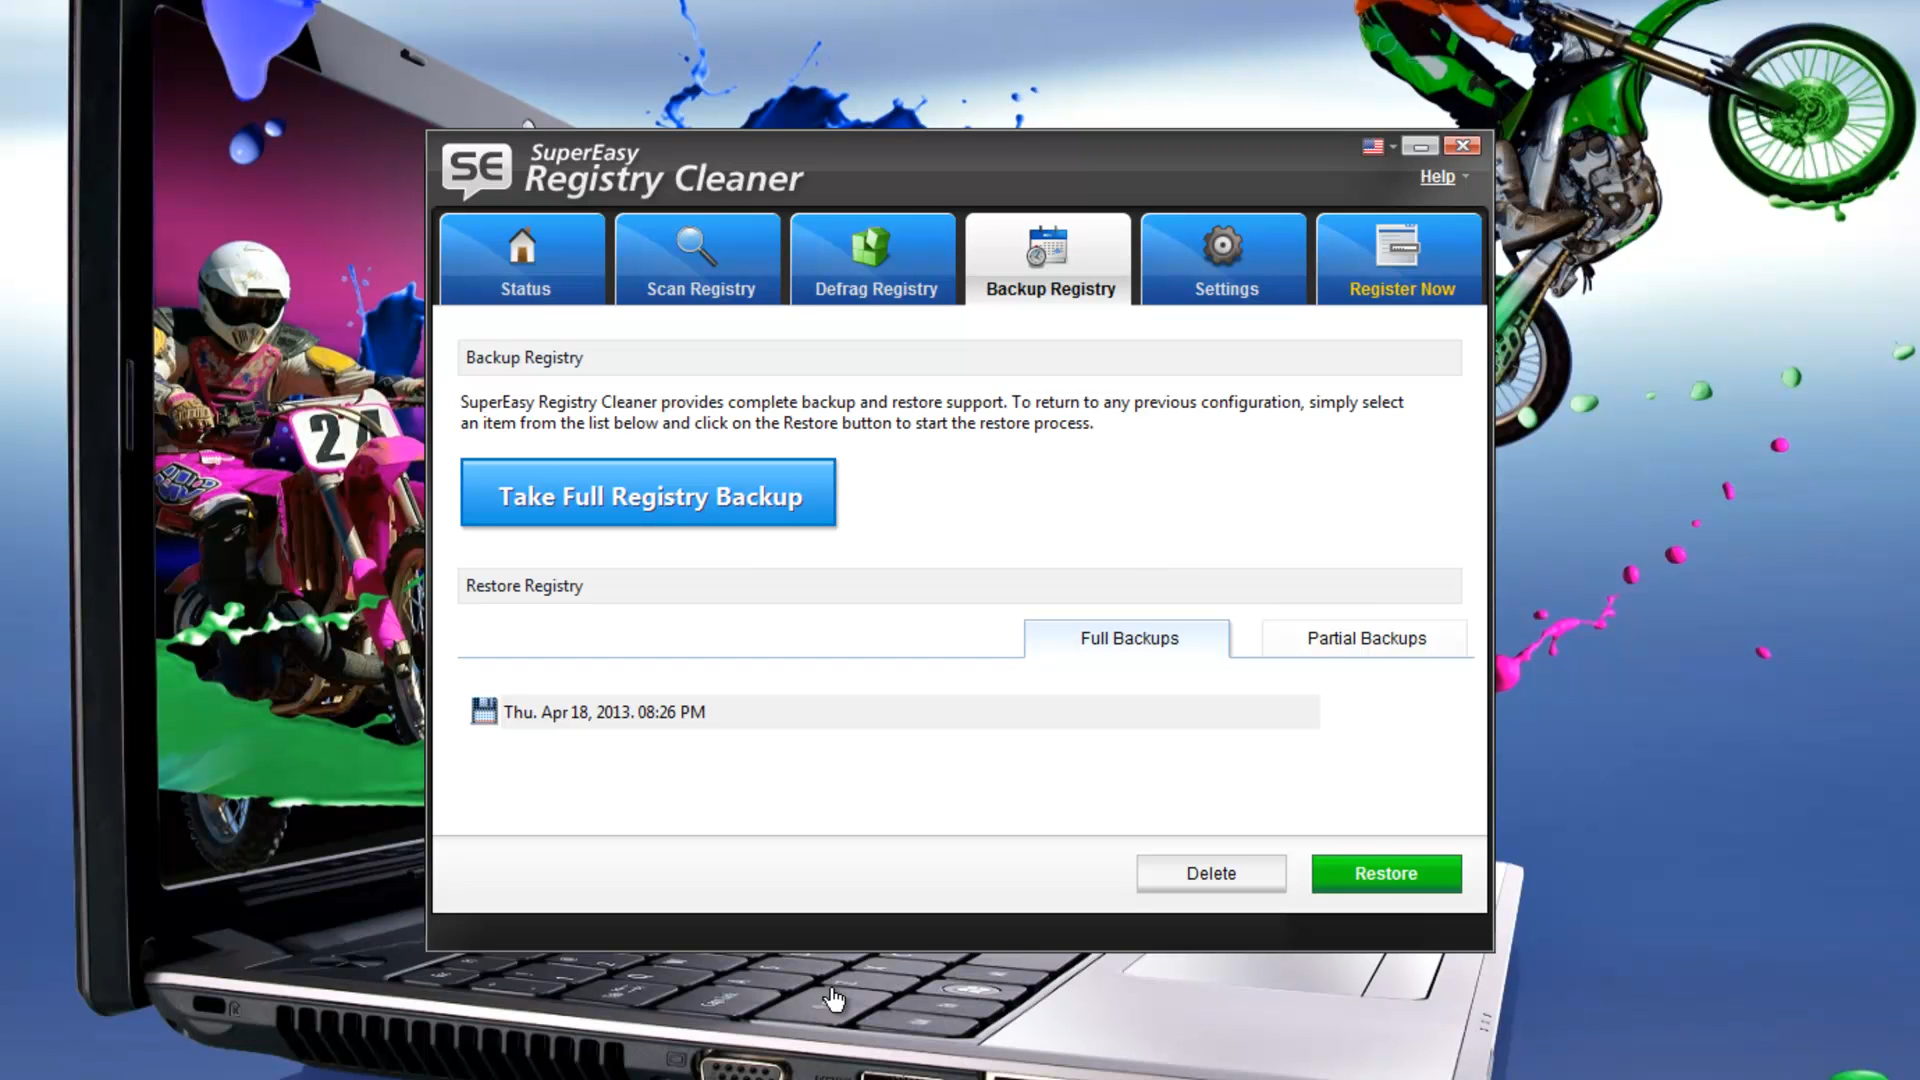 SE SuperEasy
Registry Cleaner
Help
Status
Scan Registry
Defrag Registry
Backup Registry
Settings
Register Now
Backup Registry
SuperEasy Registry Cleaner provides complete backup and restore support. To return to any previous configuration, simply select
an item from the list below and click on the Restore button to start the restore process.
Take Full Registry Backup
Restore Registry
Full Backups
Partial Backups
Thu. Apr 18, 2013. 08:26 PM
Delete
Restore